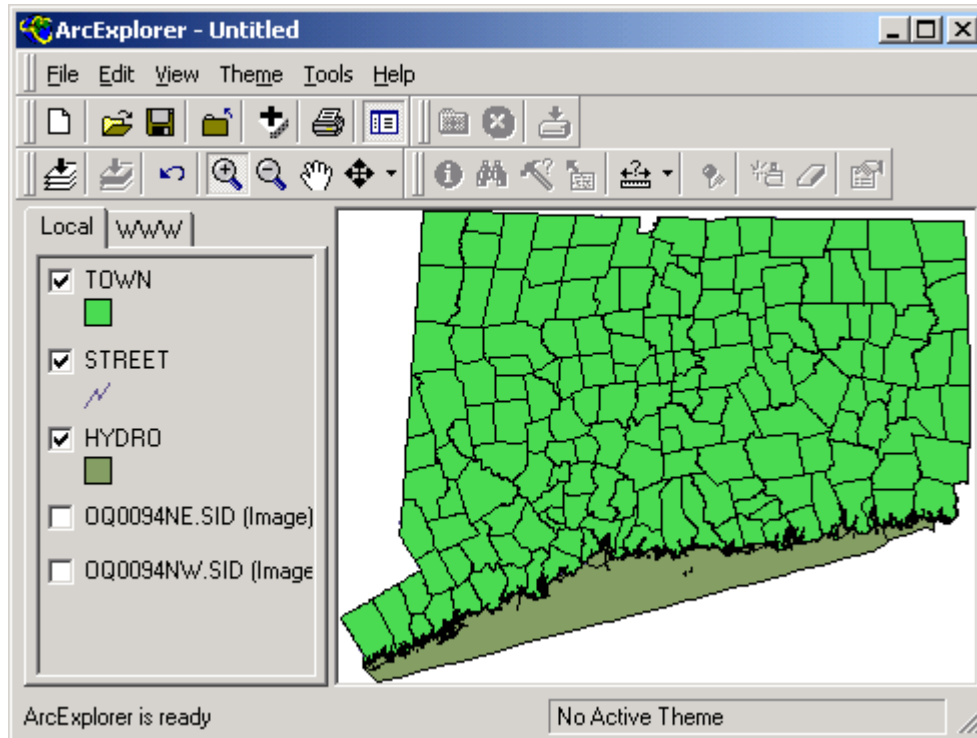 ArcExplorer - Untitled
File Edit View Theme Tools Help
Local WWW
TOWN
STREET
HYDRO
OQ0094NE.SID (Image)
OQ0094NW.SID (Image
ArcExplorer is ready
No Active Theme